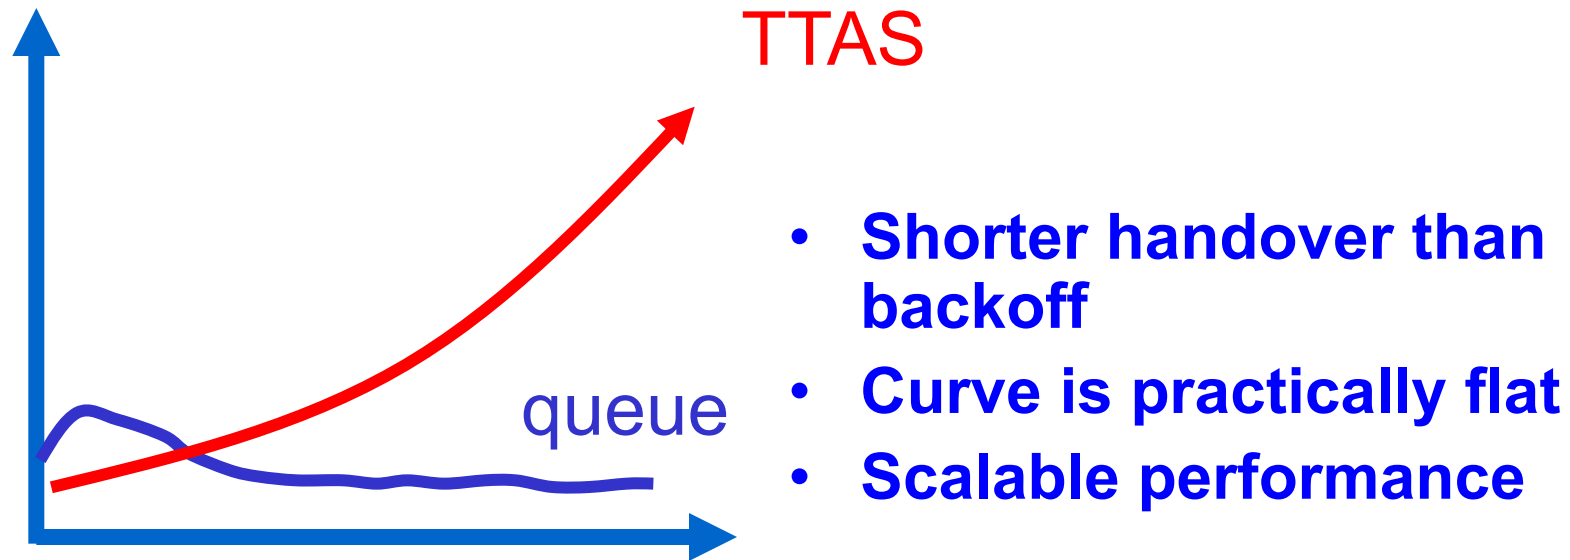 TTAS
queue
• Shorter handover than
backoff
• Curve is practically flat
• Scalable performance